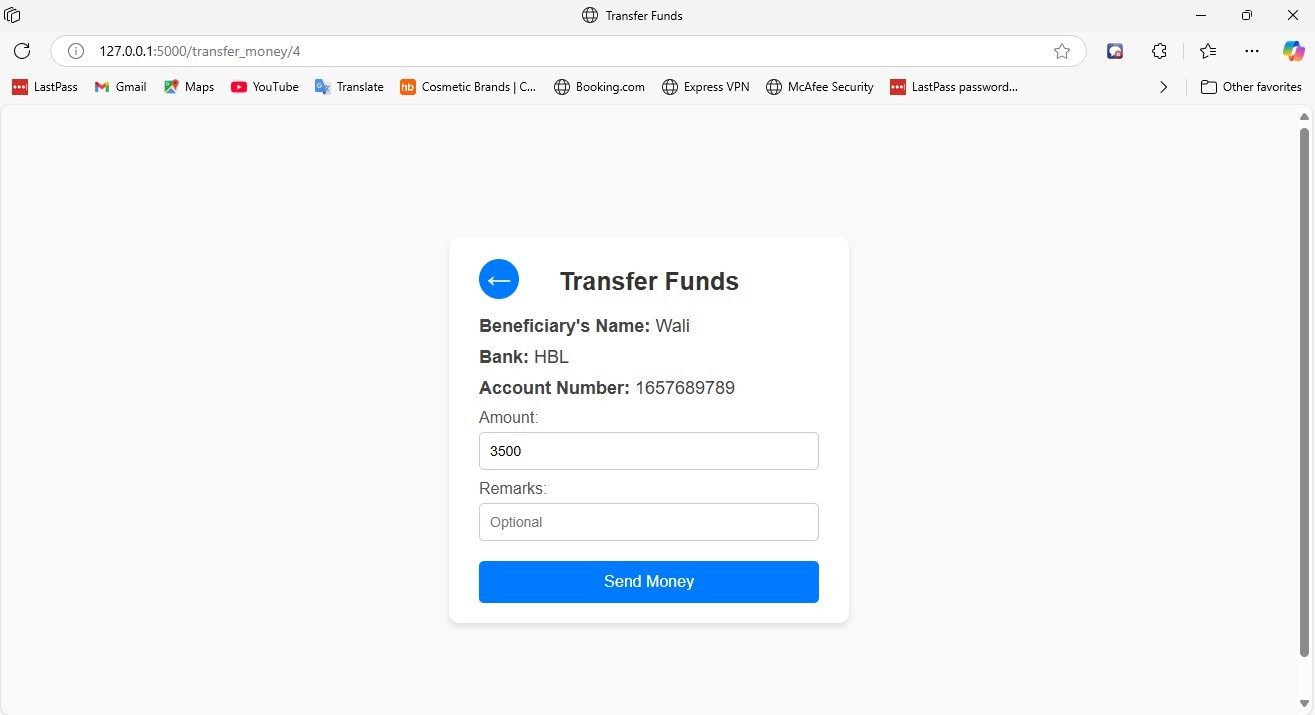 Transfer Funds
127.0.0.1:5000/transfer_money/4
LastPass Gmail Maps YouTube Translate hb Cosmetic Brands | C... Booking.com Express VPN McAfee Security LastPass password... Other favorites
Transfer Funds
Beneficiary's Name: Wali
Bank: HBL
Account Number: 1657689789
Amount:
3500
Remarks:
Optional
Send Money